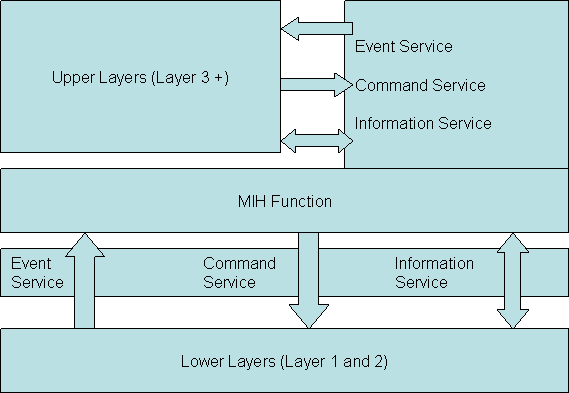 Upper Layers (Layer 3 +)
Event Service
Command Service
Information Service
MIH Function
Event
Service
Command
Service
Information
Service
Lower Layers (Layer 1 and 2)